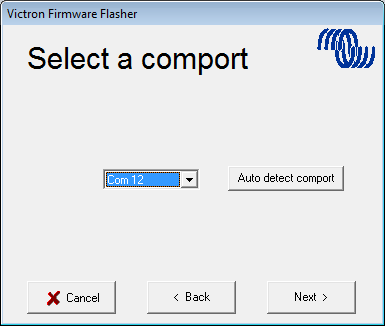 Victron Firmware Flasher
Select a comport
Com 12
Auto detect comport
Cancel
< Back
Next >